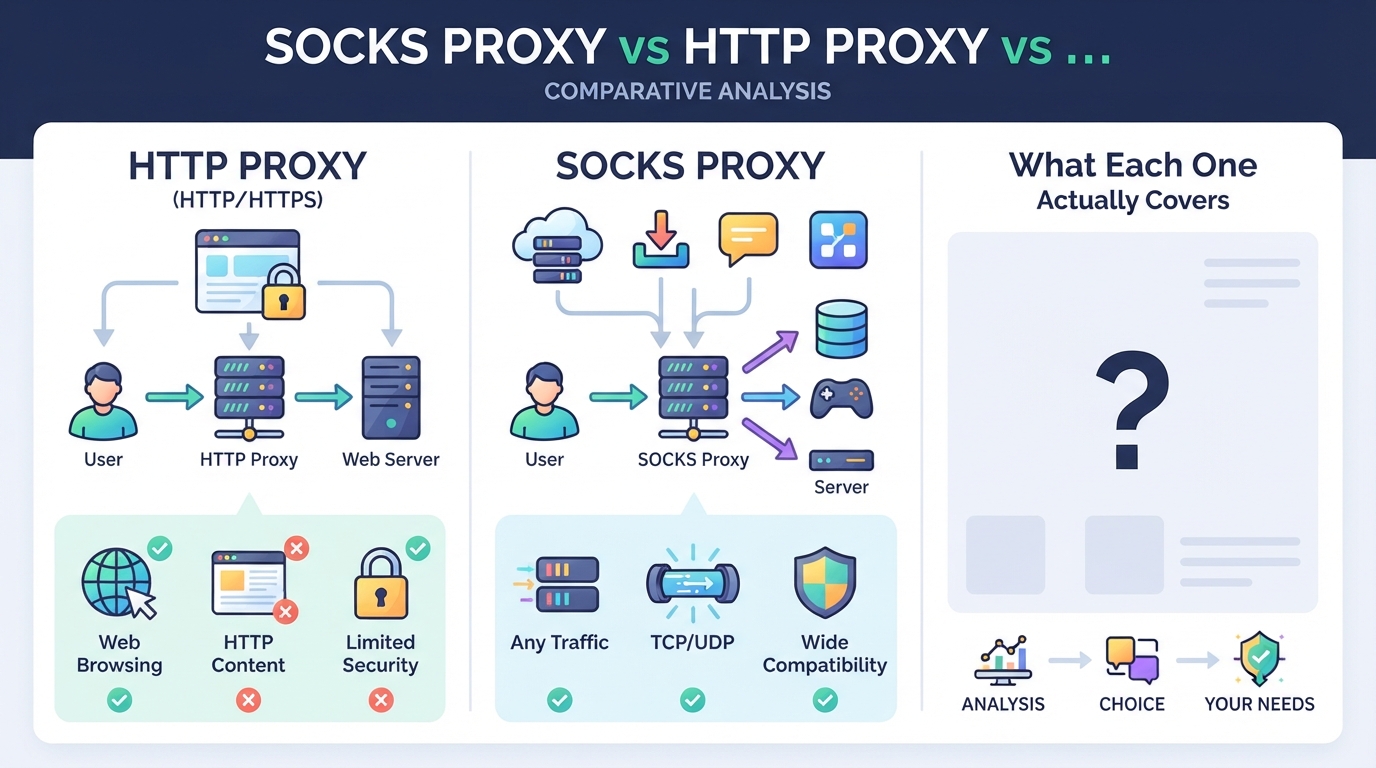 SOCKS PROXY vs HTTP PROXY vs ...
COMPARATIVE ANALYSIS
HTTP PROXY
(HTTP/HTTPS)
User
HTTP Proxy
Web Server
Web
Browsing
HTTP
Content
Limited
Security
SOCKS PROXY
User
SOCKS Proxy
Server
Any Traffic
TCP/UDP
Wide
Compatibility
What Each One
Actually Covers
?
ANALYSIS
CHOICE
YOUR NEEDS